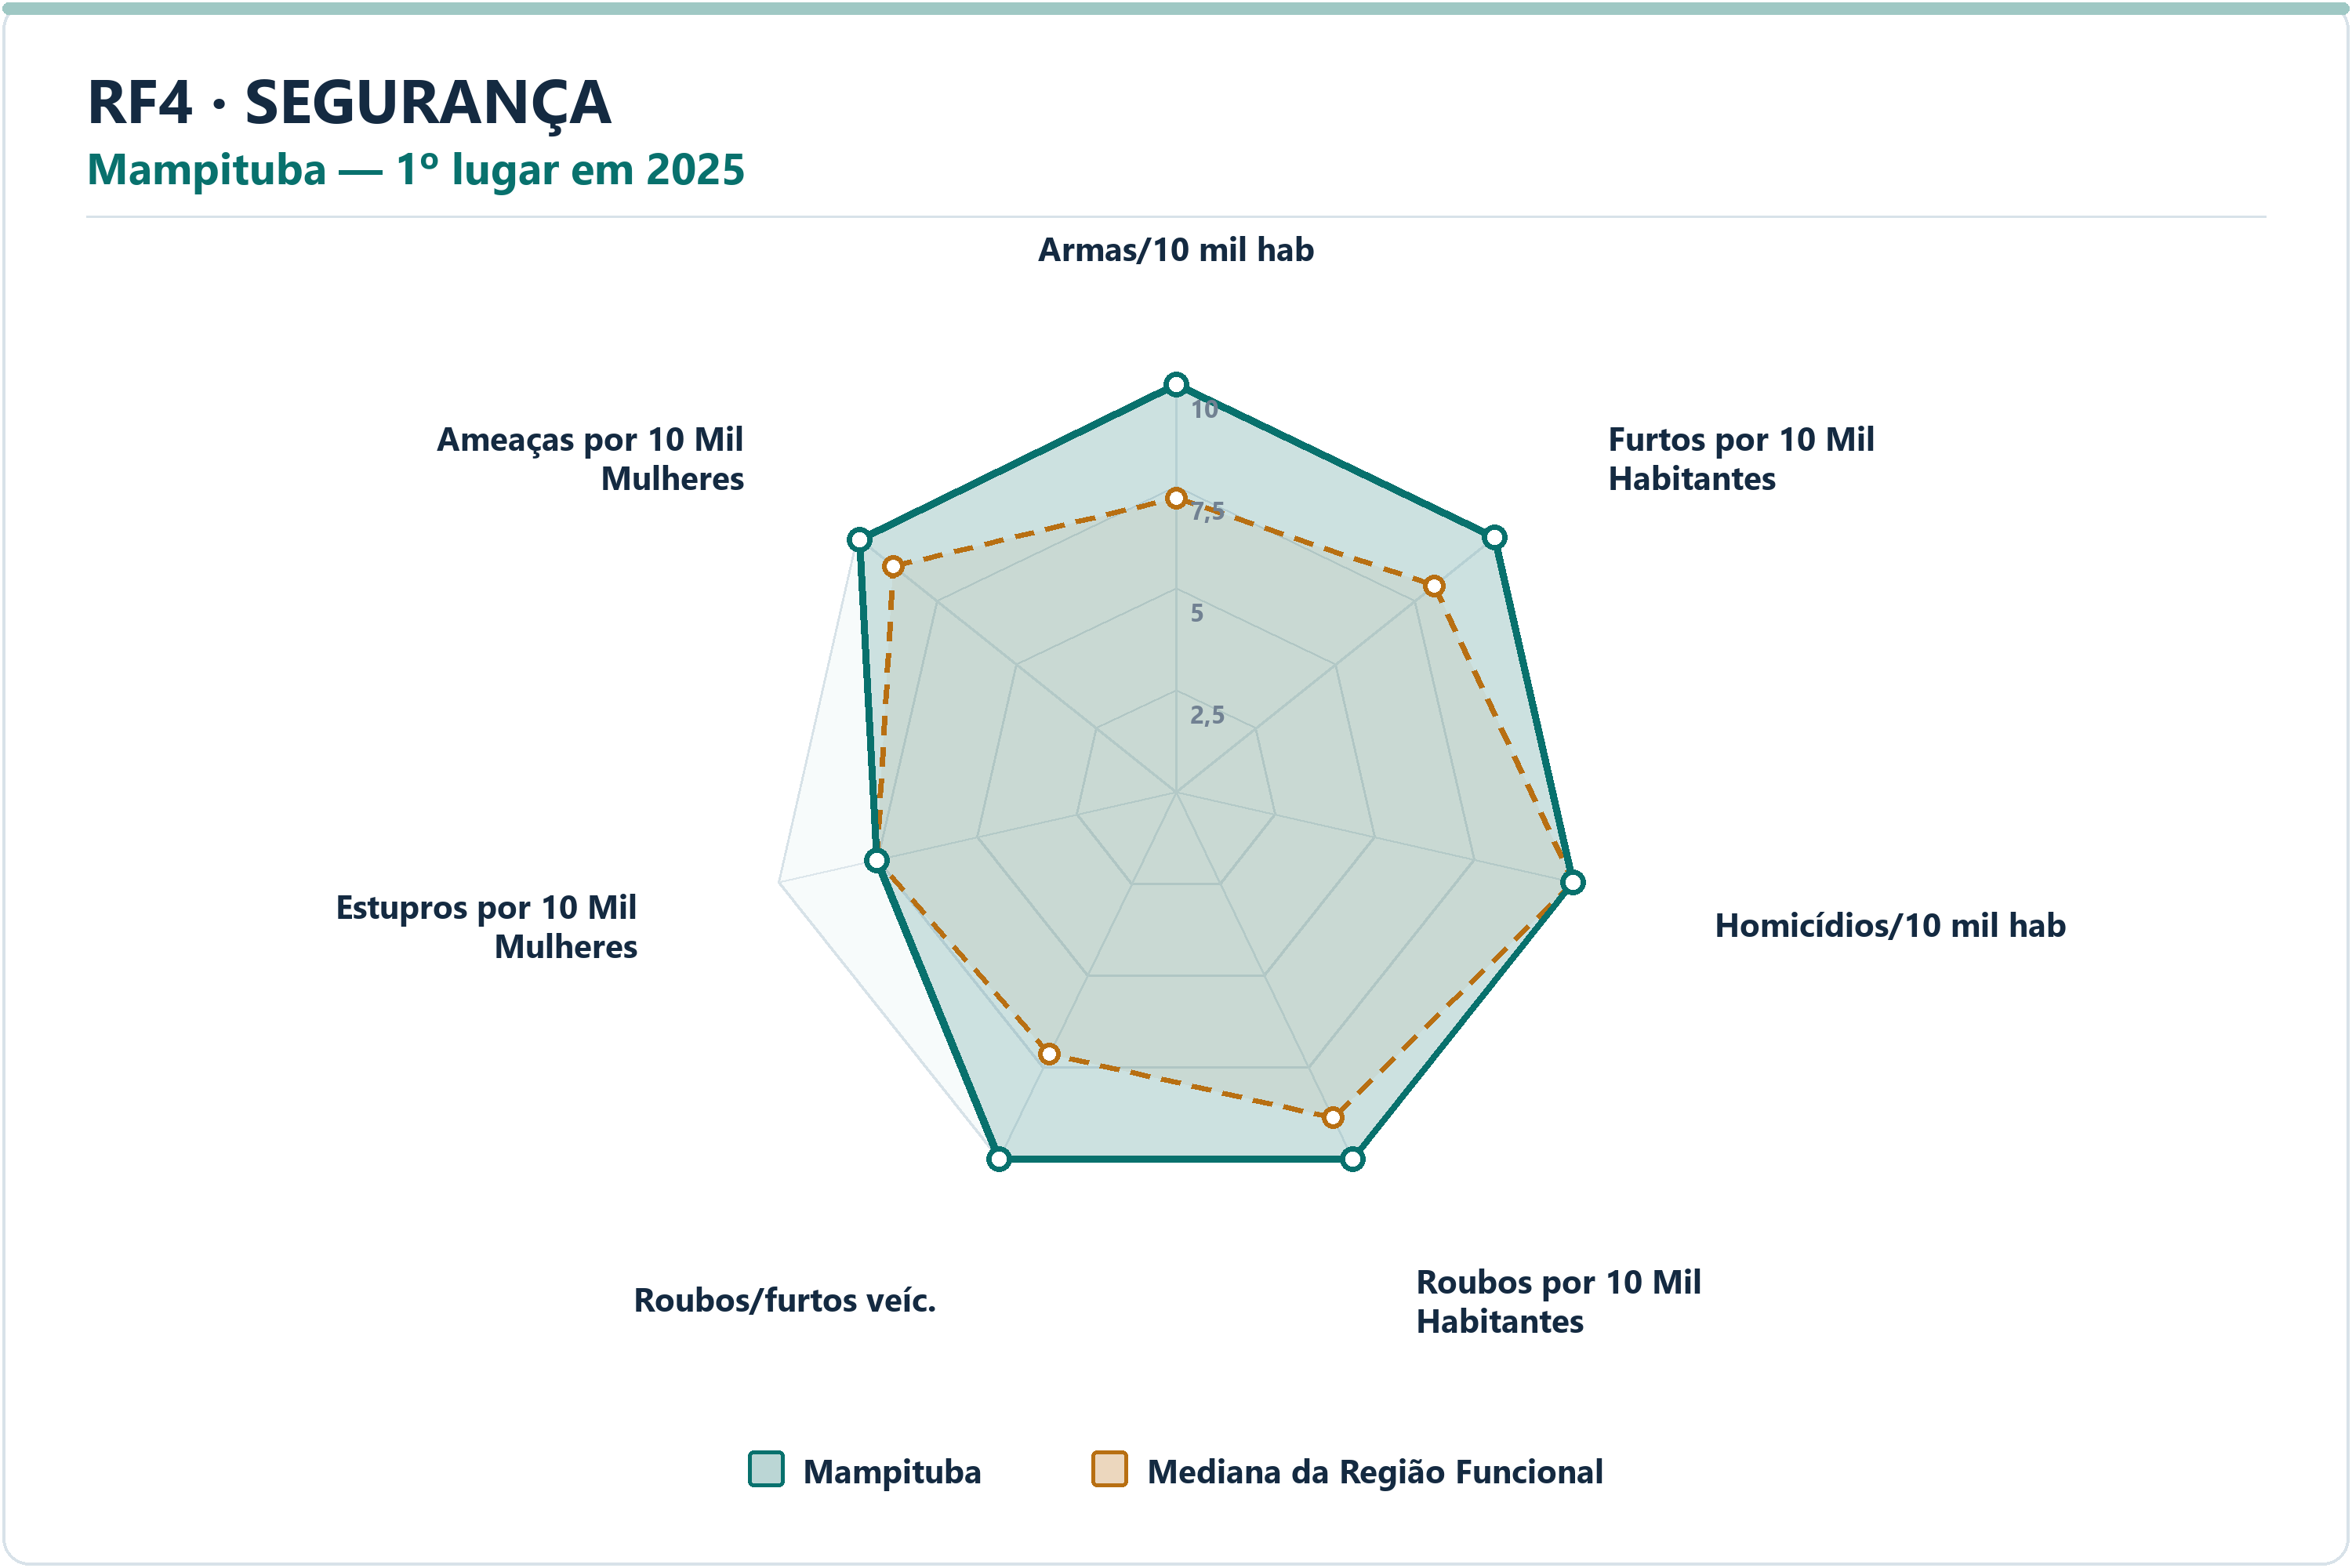 RF4 · SEGURANÇA
Mampituba — 1º lugar em 2025
Armas/10 mil hab
Furtos por 10 Mil
Habitantes
Homicídios/10 mil hab
Roubos por 10 Mil
Habitantes
Roubos/furtos veíc.
Estupros por 10 Mil
Mulheres
Ameaças por 10 Mil
Mulheres
10
7,5
5
2,5
Mampituba
Mediana da Região Funcional